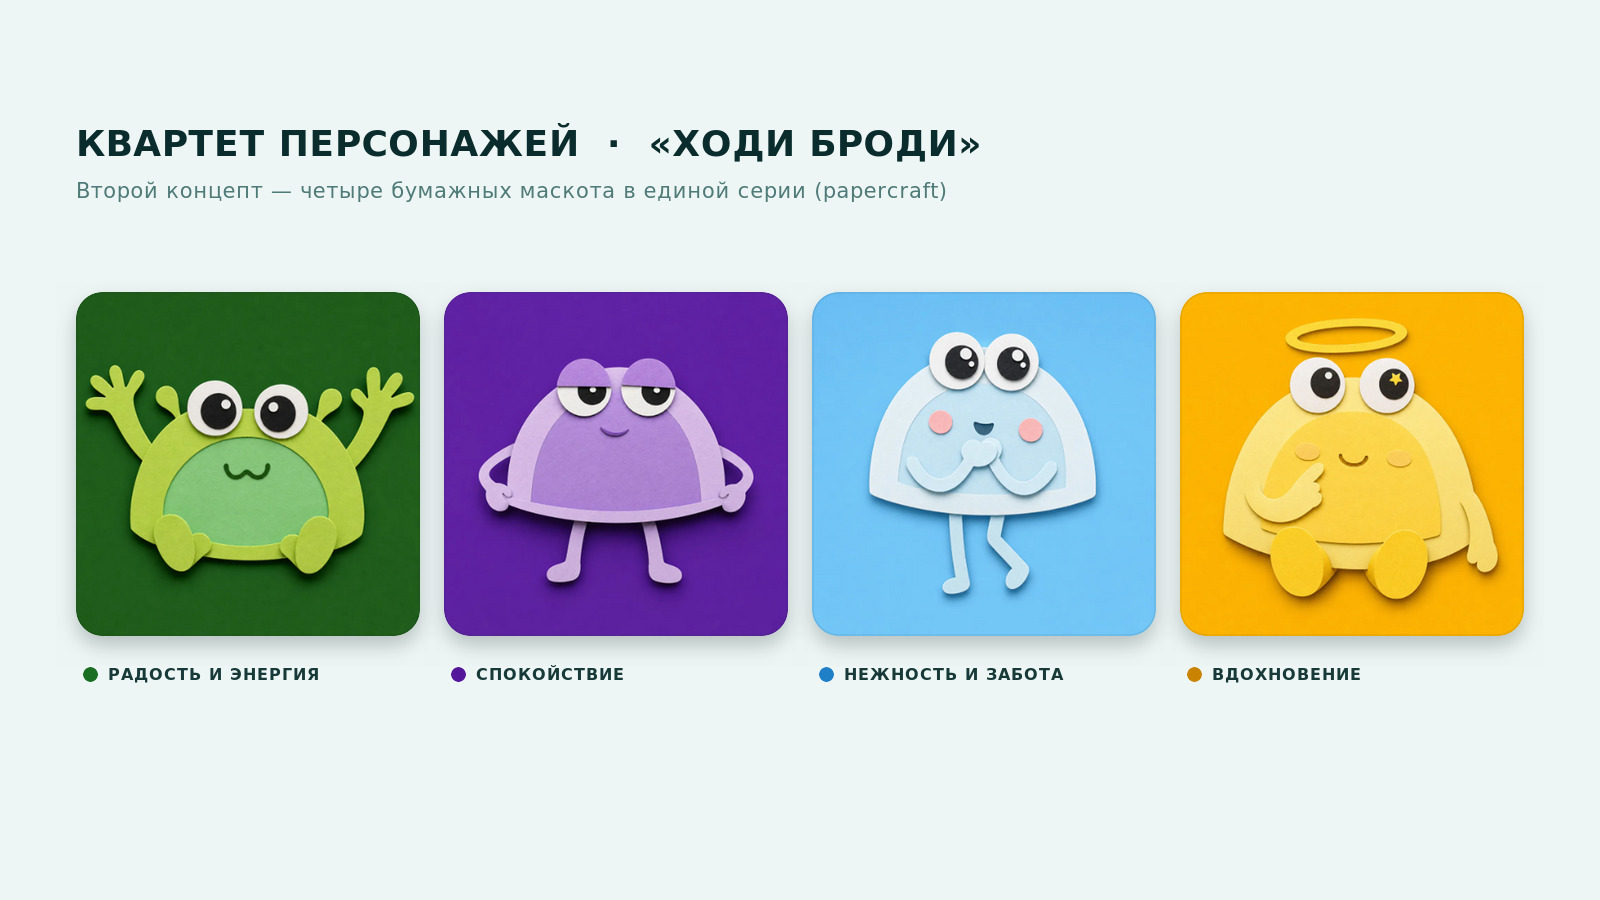 КВАРТЕТ ПЕРСОНАЖЕЙ · «ХОДИ БРОДИ»
Второй концепт — четыре бумажных маскота в единой серии (papercraft)
РАДОСТЬ И ЭНЕРГИЯ
СПОКОЙСТВИЕ
НЕЖНОСТЬ И ЗАБОТА
ВДОХНОВЕНИЕ